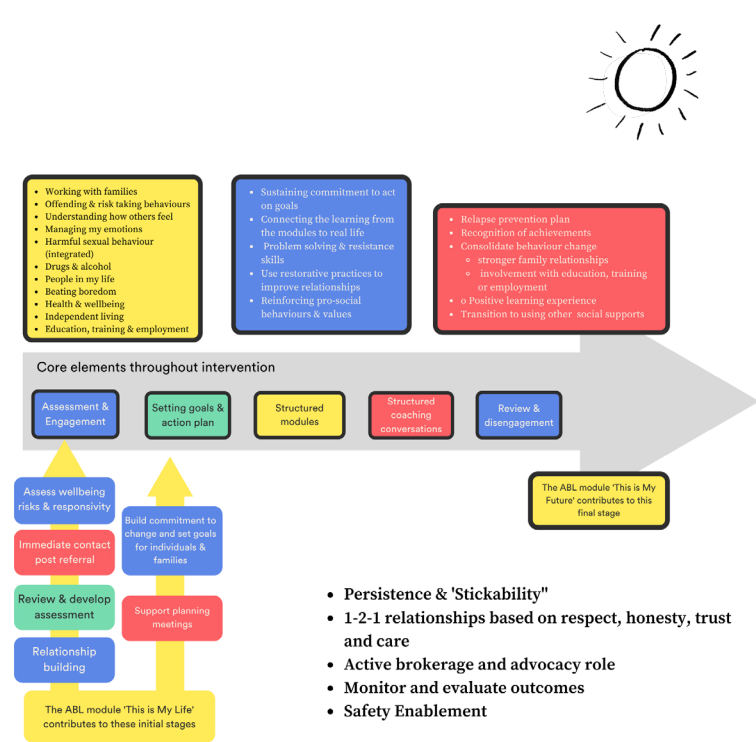 Working with families
Offending & risk taking behaviours
Understanding how others feel
Managing my emotions
Harmful sexual behaviour
(integrated)
Drugs & alcohol
People in my life
Beating boredom
Health & wellbeing
Independent living
Education, training & employment
Sustaining commitment to act
on goals
Connecting the learning from
the modules to real life
Problem solving & resistance
skills
Use restorative practices to
improve relationships
Reinforcing pro-social
behaviours & values
Relapse prevention plan
Recognition of achievements
Consolidate behaviour change
stronger family relationships
involvement with education, training
or employment
o Positive learning experience
Transition to using other social supports
Core elements throughout intervention
Assessment &
Engagement
Setting goals &
action plan
Structured
modules
Structured
coaching
conversations
Review &
disengagement
The ABL module 'This is My
Future' contributes to this
final stage
Assess wellbeing
risks & responsivity
Immediate contact
post referral
Review & develop
assessment
Relationship
building
Build commitment to
change and set goals
for individuals &
families
Support planning
meetings
The ABL module 'This is My Life'
contributes to these initial stages
Persistence & 'Stickability"
1-2-1 relationships based on respect, honesty, trust
and care
Active brokerage and advocacy role
Monitor and evaluate outcomes
Safety Enablement